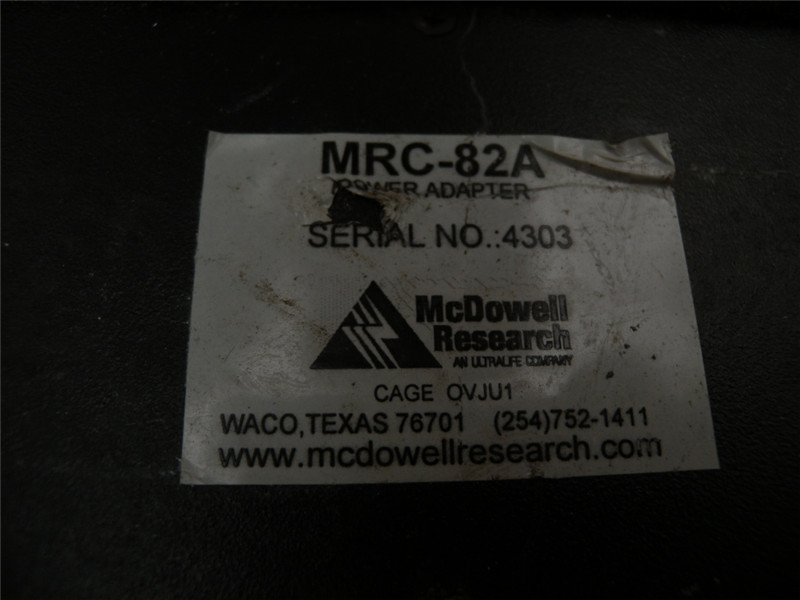 MRC-82A
POWER ADAPTER
SERIAL NO.:4303
McDowell
Research
AN ULTRALIFE COMPANY
CAGE OVJU1
WACO,TEXAS 76701 (254)752-1411
www.mcdowellresearch.com